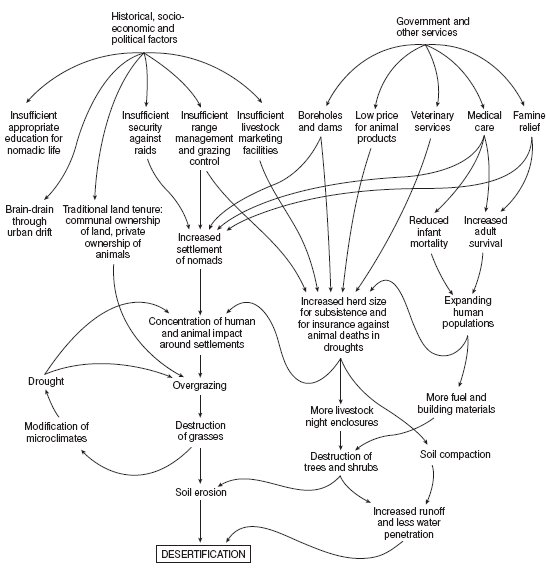 Historical, socio-
economic and
political factors
Government and
other services
Insufficient
appropriate
education for
nomadic life
Insufficient
security
against
raids
Insufficient
range
management
and grazing
control
Insufficient
livestock
marketing
facilities
Boreholes
and dams
Low price
for animal
products
Veterinary
services
Medical
care
Famine
relief
Brain-drain
through
urban drift
Traditional land tenure:
communal ownership
of land, private
ownership of
animals
Increased
settlement
of nomads
Reduced
infant
mortality
Increased
adult
survival
Concentration of human
and animal impact
around settlements
Increased herd size
for subsistence and
for insurance against
animal deaths in
droughts
Expanding
human
populations
Drought
Overgrazing
More livestock
night enclosures
More fuel and
building materials
Modification of
microclimates
Destruction
of grasses
Destruction of
trees and shrubs
Soil compaction
Soil erosion
Increased runoff
and less water
penetration
DESERTIFICATION